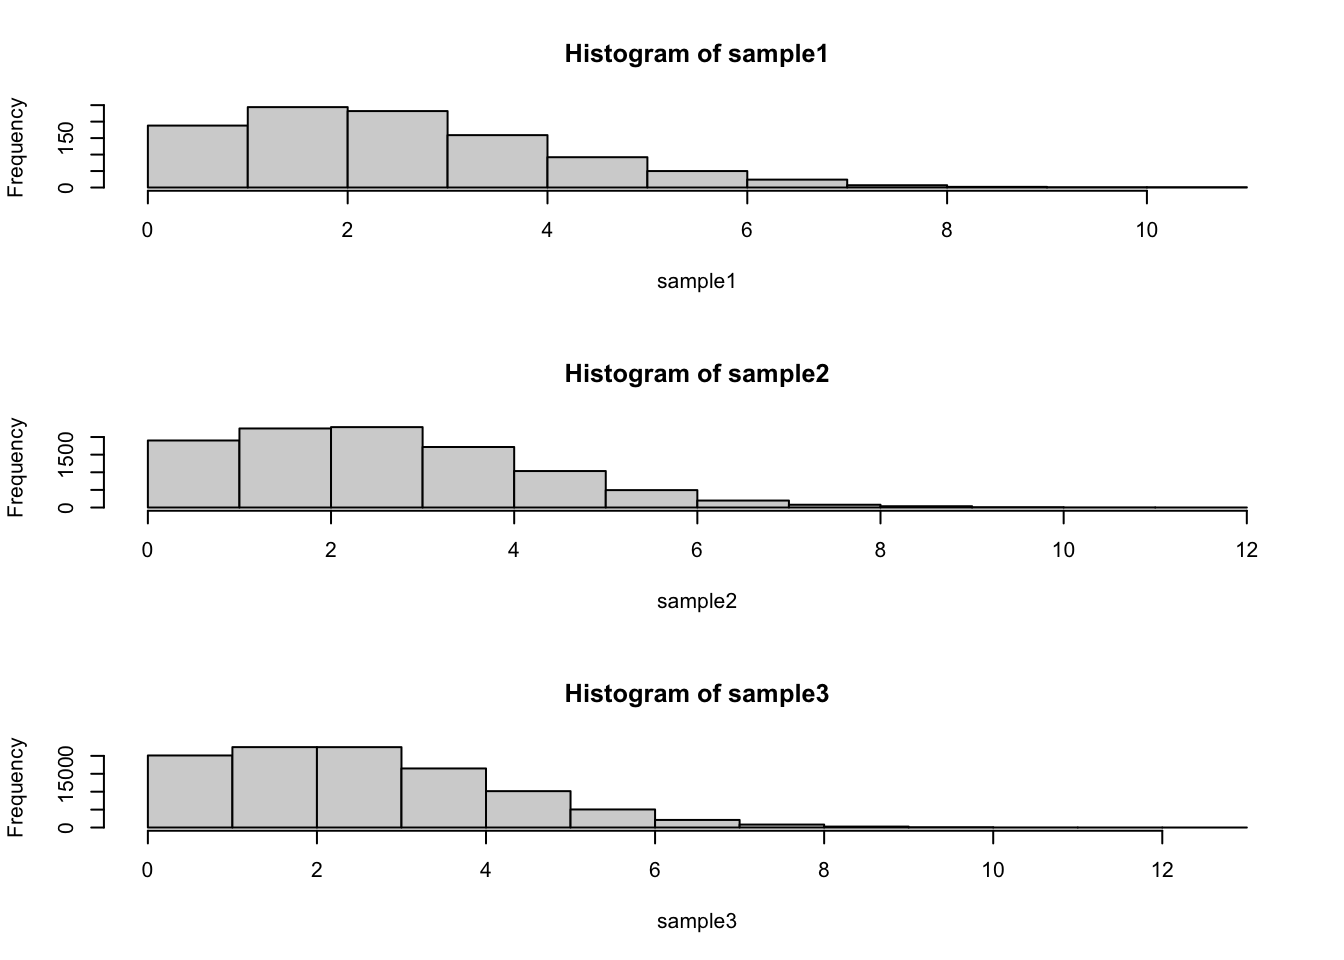 Histogram of sample1
Frequency
150
0
0 2 4 6 8 10
sample1
Histogram of sample2
Frequency
1500
0
0 2 4 6 8 10 12
sample2
Histogram of sample3
Frequency
15000
0
0 2 4 6 8 10 12
sample3